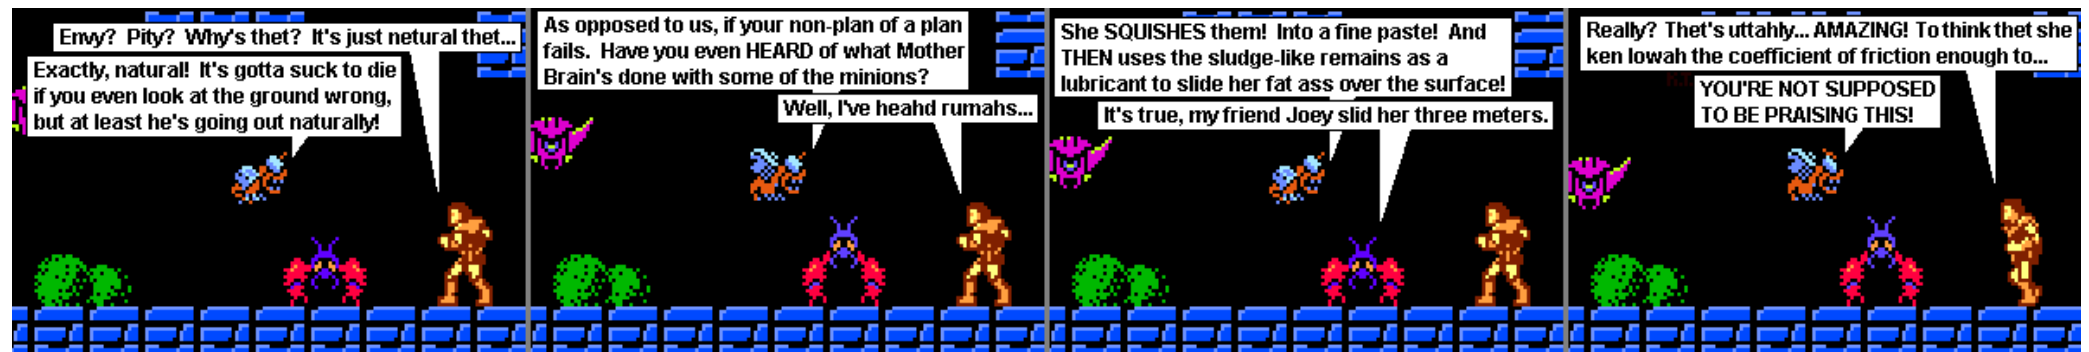 Envy?  Pity?  Why's thet?  It's just netural thet...
Exactly, natural!  It's gotta suck to die
if you even look at the ground wrong,
but at least he's going out naturally!
As opposed to us, if your non-plan of a plan
fails.  Have you even HEARD of what Mother
Brain's done with some of the minions?
Well, I've heahd rumahs...
She SQUISHES them!  Into a fine paste!  And
THEN uses the sludge-like remains as a
lubricant to slide her fat ass over the surface!
It's true, my friend Joey slid her three meters.
Really?  Thet's uttahly... AMAZING!  To think thet she
ken lowah the coefficient of friction enough to...
YOU'RE NOT SUPPOSED
TO BE PRAISING THIS!